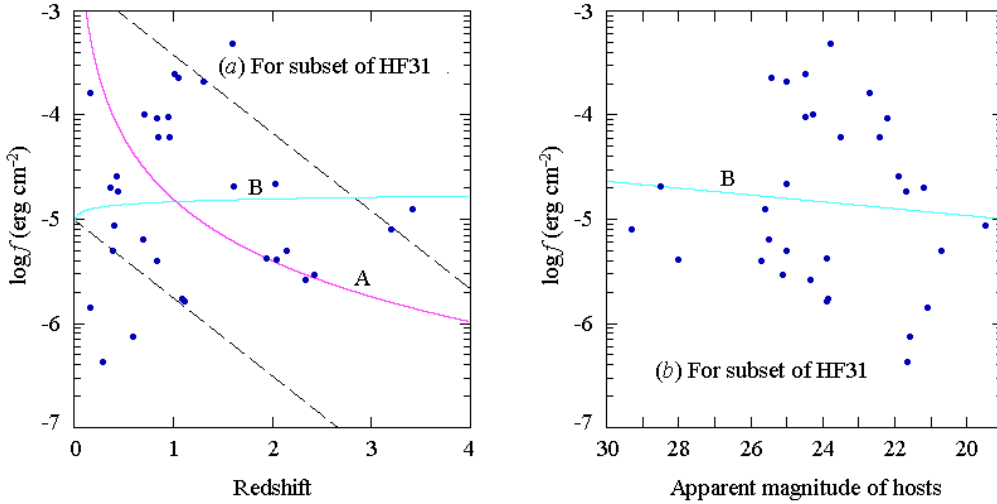 -3
-4
-5
-6
-7
log f (erg cm⁻²)
(a) For subset of HF31
B
A
0
1
2
3
4
Redshift
-3
-4
-5
-6
-7
log f (erg cm⁻²)
B
(b) For subset of HF31
30
28
26
24
22
20
Apparent magnitude of hosts